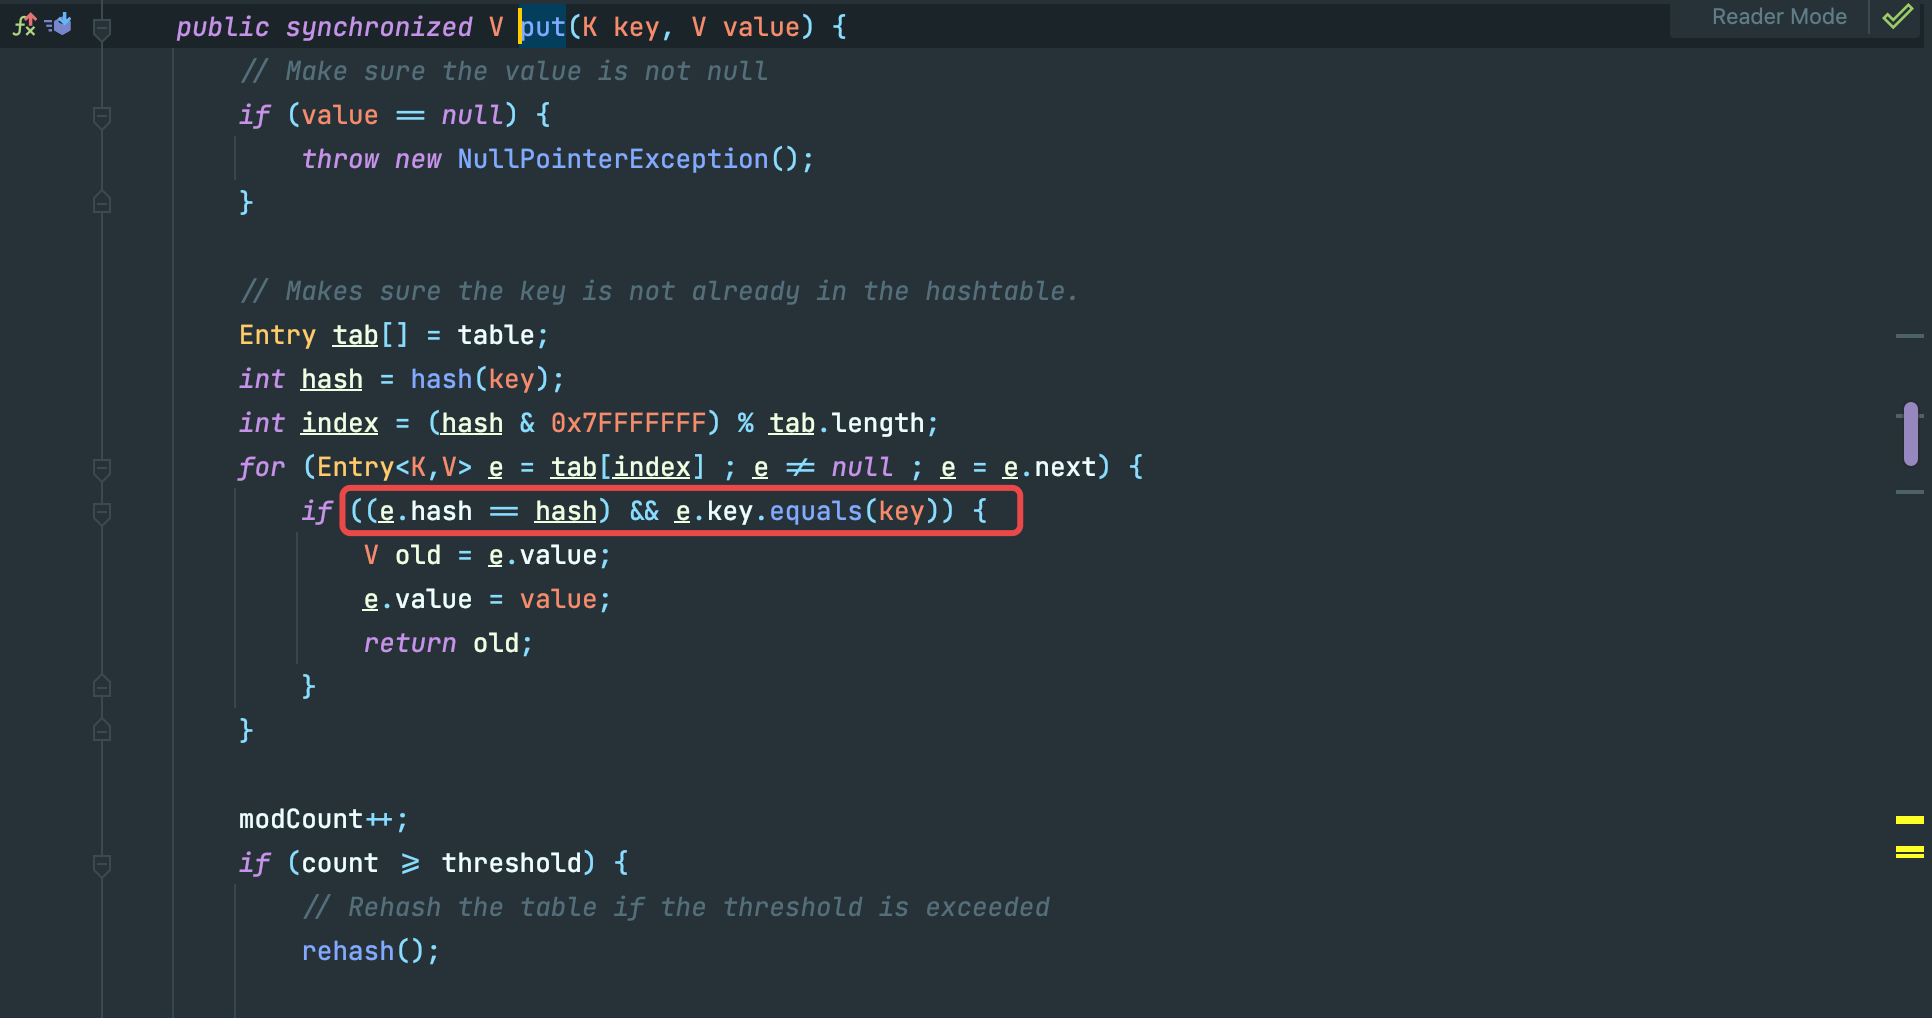 public synchronized V put(K key, V value) {
Reader Mode
// Make sure the value is not null
if (value == null) {
throw new NullPointerException();
}
// Makes sure the key is not already in the hashtable.
Entry tab[] = table;
int hash = hash(key);
int index = (hash & 0x7FFFFFFF) % tab.length;
for (Entry<K,V> e = tab[index] ; e != null ; e = e.next) {
if ((e.hash == hash) && e.key.equals(key)) {
V old = e.value;
e.value = value;
return old;
}
}
modCount++;
if (count >= threshold) {
// Rehash the table if the threshold is exceeded
rehash();